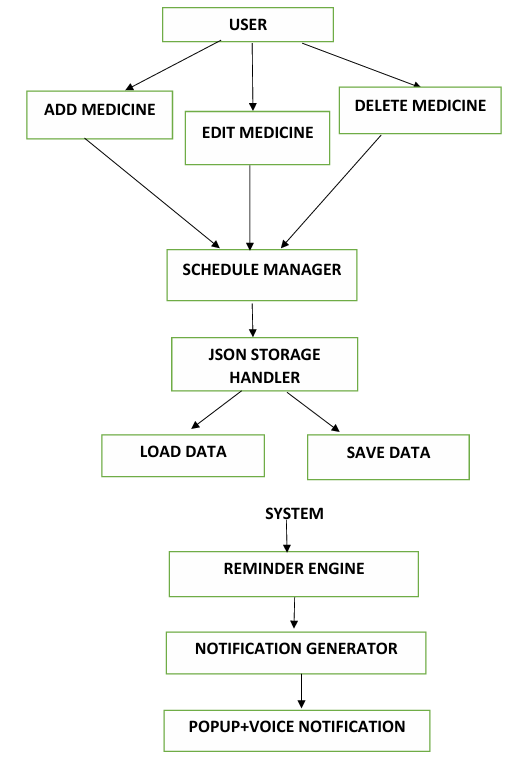 USER
ADD MEDICINE
EDIT MEDICINE
DELETE MEDICINE
SCHEDULE MANAGER
JSON STORAGE
HANDLER
LOAD DATA
SAVE DATA
SYSTEM
REMINDER ENGINE
NOTIFICATION GENERATOR
POPUP+VOICE NOTIFICATION